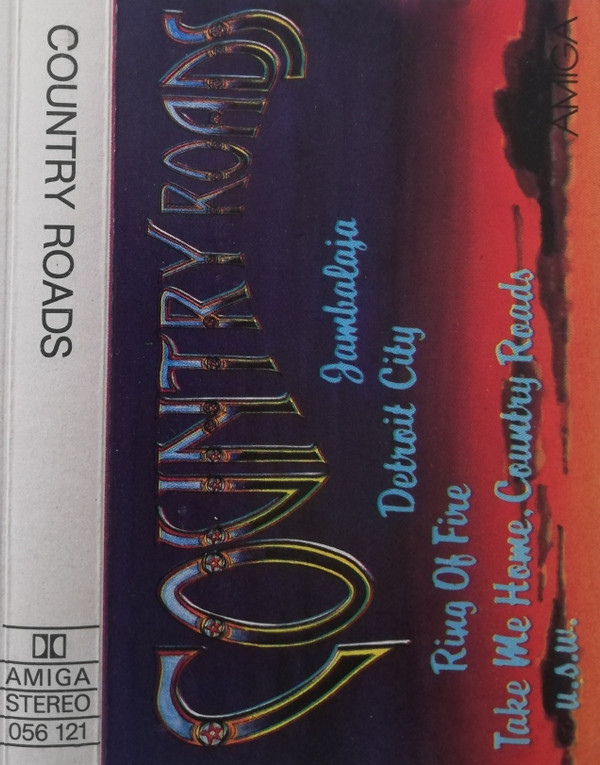 COUNTRY ROADS
AMIGA
STEREO
056 121
COUNTRY ROADS
Jambalaja
Detroit City
Ring Of Fire
Take Me Home, Country Roads
u.s.w.
AMIGA